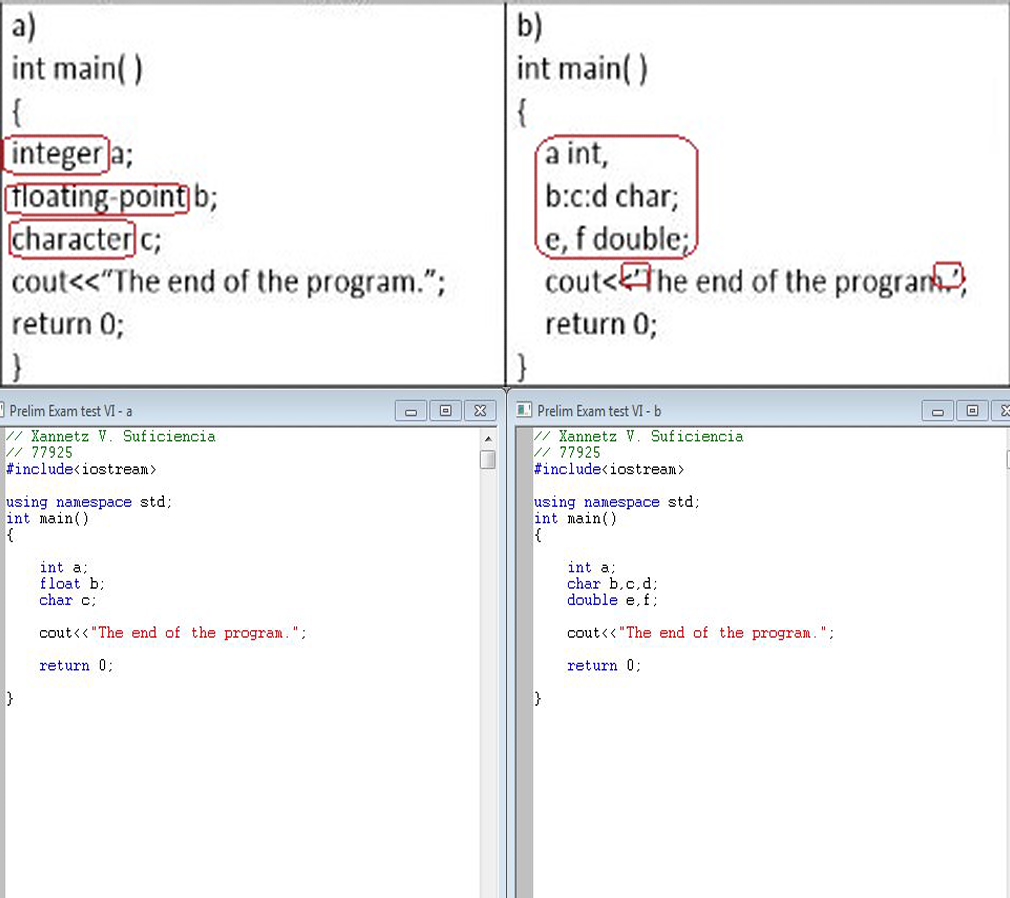 a)
int main( )
{
integer a;
floating-point b;
character c;
cout<<“The end of the program.”;
return 0;
}
b)
int main( )
{
a int,
b:c:d char;
e, f double;
cout<<‘The end of the program.’;
return 0;
}
Prelim Exam test VI - a
// Xannetz V. Suficiencia
// 77925
#include<iostream>
using namespace std;
int main()
{
int a;
float b;
char c;
cout<<"The end of the program.";
return 0;
}
Prelim Exam test VI - b
// Xannetz V. Suficiencia
// 77925
#include<iostream>
using namespace std;
int main()
{
int a;
char b,c,d;
double e,f;
cout<<"The end of the program.";
return 0;
}